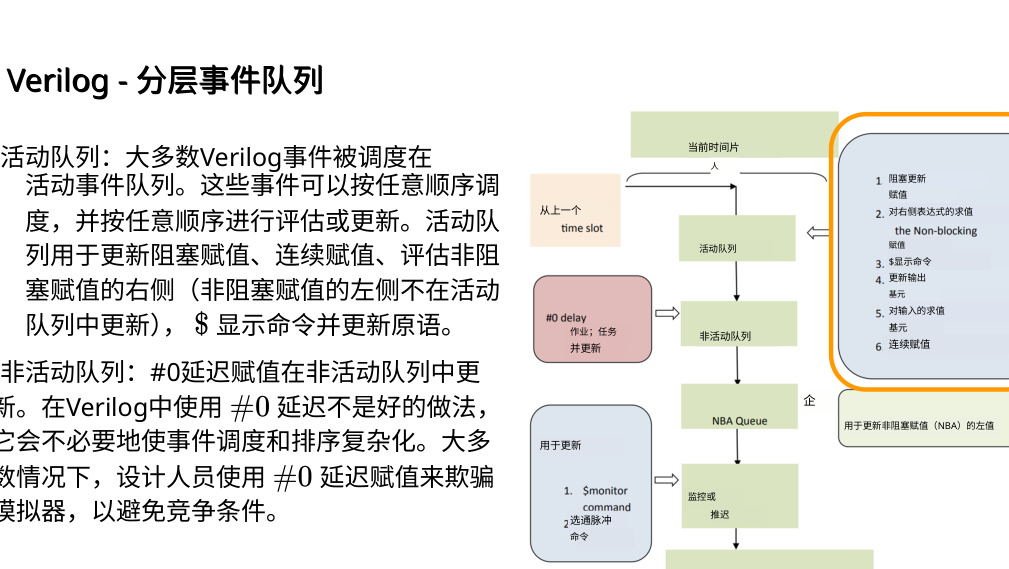 Verilog - 分层事件队列
活动队列：大多数Verilog事件被调度在
活动事件队列。这些事件可以按任意顺序调
度，并按任意顺序进行评估或更新。活动队
列用于更新阻塞赋值、连续赋值、评估非阻
塞赋值的右侧（非阻塞赋值的左侧不在活动
队列中更新），$ 显示命令并更新原语。
非活动队列：#0延迟赋值在非活动队列中更
新。在Verilog中使用 #0 延迟不是好的做法，
它会不必要地使事件调度和排序复杂化。大多
数情况下，设计人员使用 #0 延迟赋值来欺骗
模拟器，以避免竞争条件。
当前时间片
人
从上一个
time slot
活动队列
#0 delay
作业；任务
并更新
非活动队列
NBA Queue
企
用于更新
1. $monitor
command
2 选通脉冲
命令
监控或
推迟
1. 阻塞更新
赋值
2. 对右侧表达式的求值
the Non-blocking
赋值
3. $显示命令
4. 更新输出
基元
5. 对输入的求值
基元
6. 连续赋值
用于更新非阻塞赋值（NBA）的左值